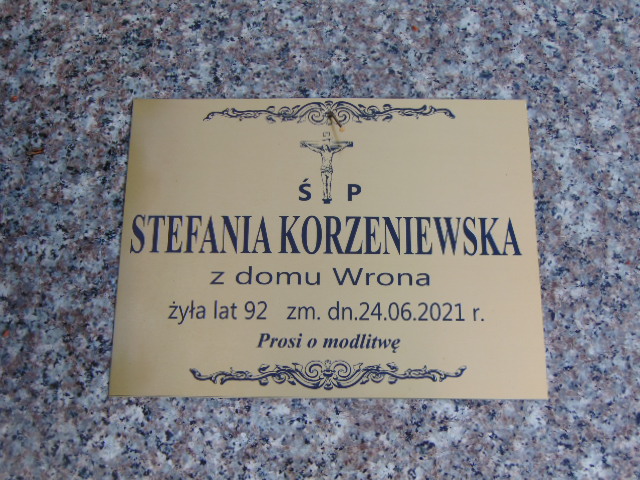 Ś P
STEFANIA KORZENIEWSKA
z domu Wrona
żyła lat 92 zm. dn.24.06.2021 r.
Prosi o modlitwę